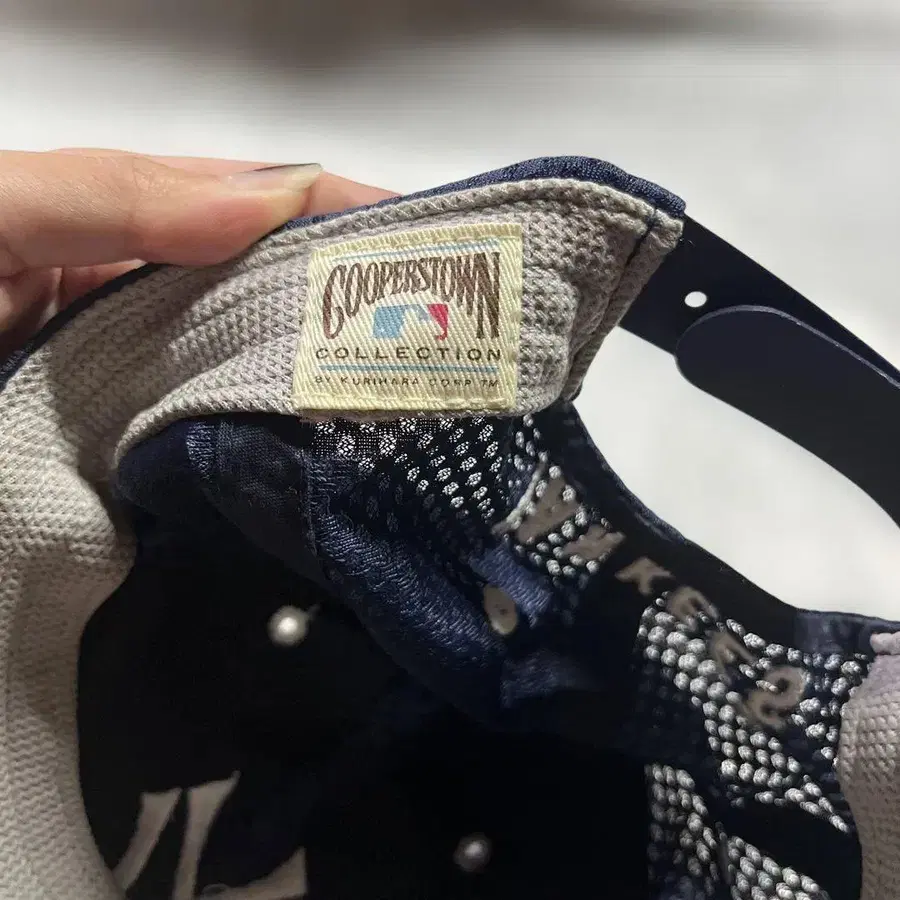 COOPERSTOWN
COLLECTION
BY KURIHARA CORP. TM